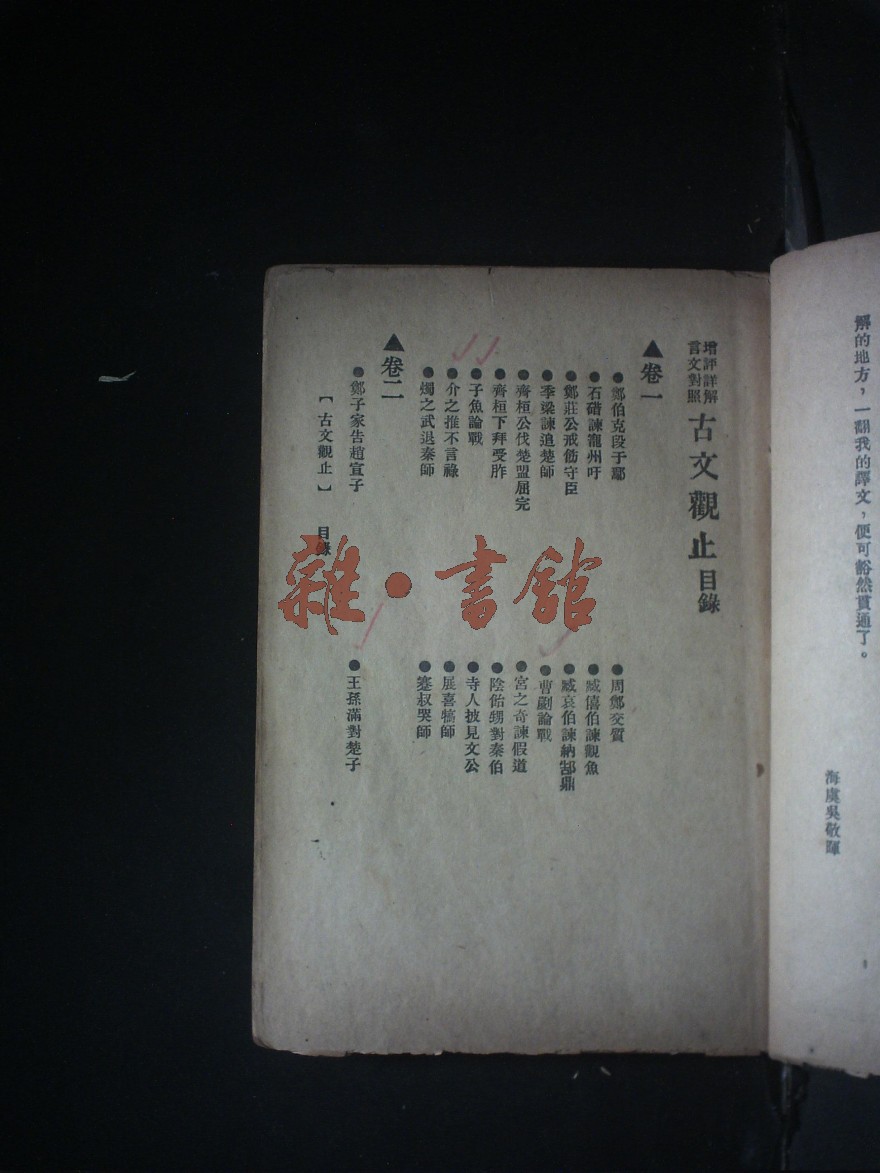 解的地方，一翻我的譯文，便可豁然貫通了。
海虞吳敬暉
增評詳解
言文對照
古文觀止目錄
▲卷一
●鄭伯克段于鄢
●周鄭交質
●石碏諫寵州吁
●臧僖伯諫觀魚
●鄭莊公戒飭守臣
●臧哀伯諫納郜鼎
●季梁諫追楚師
●曹劌論戰
●齊桓公伐楚盟屈完
●宮之奇諫假道
●齊桓下拜受胙
●陰飴甥對秦伯
●子魚論戰
●寺人披見文公
●介之推不言祿
●展喜犒師
●燭之武退秦師
●蹇叔哭師
▲卷二
●鄭子家告趙宣子
●王孫滿對楚子
【古文觀止】 目錄
雜·書館